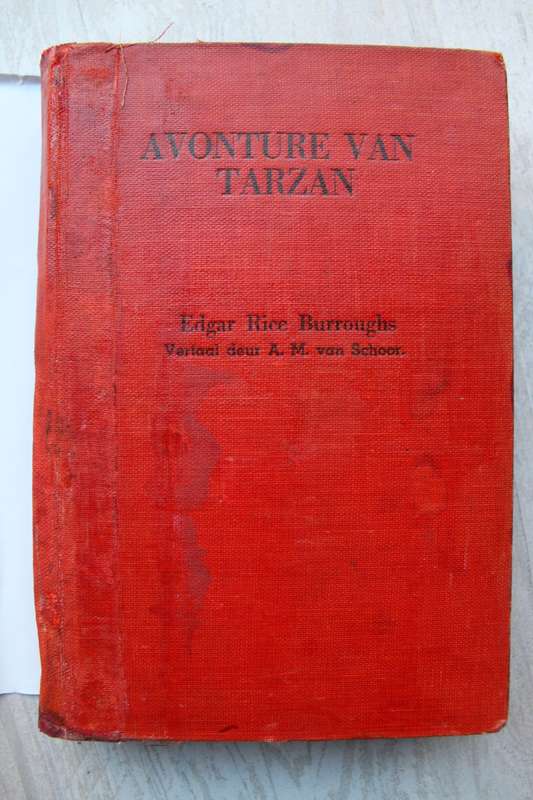 AVONTURE VAN
TARZAN
Edgar Rice Burroughs
Vertaal deur A. M. van Schoor.